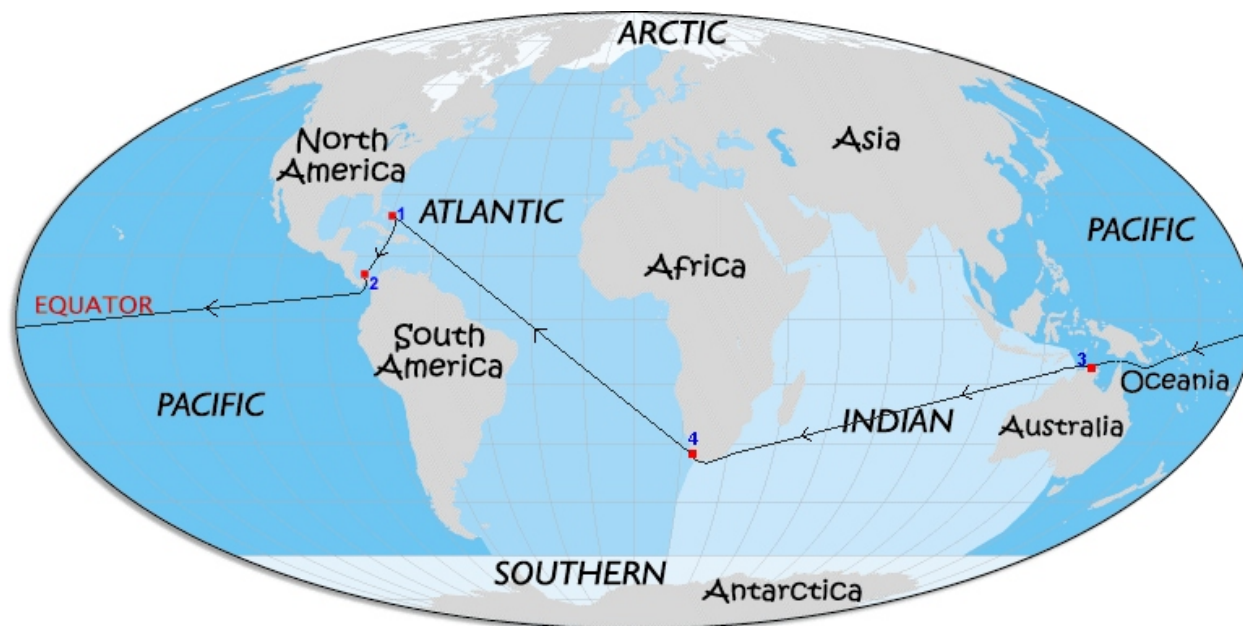 ARCTIC
North
America
Asia
1
ATLANTIC
PACIFIC
Africa
2
EQUATOR
South
America
3
Oceania
PACIFIC
INDIAN
Australia
4
SOUTHERN
Antarctica